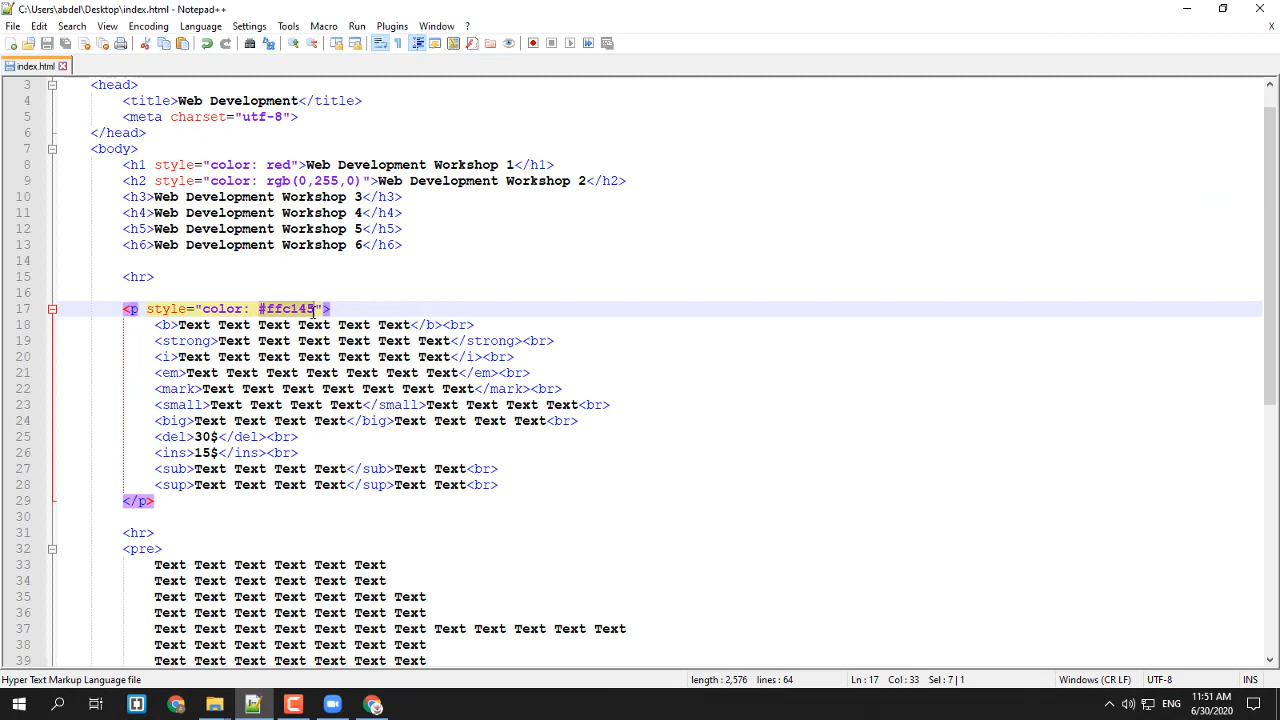 C:\Users\abdel\Desktop\index.html - Notepad++
File Edit Search View Encoding Language Settings Tools Macro Run Plugins Window ?
X
index.html
3 <head>
4 <title>Web Development</title>
5 <meta charset="utf-8">
6 </head>
7 <body>
8 <h1 style="color: red">Web Development Workshop 1</h1>
9 <h2 style="color: rgb(0,255,0)">Web Development Workshop 2</h2>
10 <h3>Web Development Workshop 3</h3>
11 <h4>Web Development Workshop 4</h4>
12 <h5>Web Development Workshop 5</h5>
13 <h6>Web Development Workshop 6</h6>
14
15 <hr>
16
17 <p style="color: #ffc145">
18 <b>Text Text Text Text Text Text</b><br>
19 <strong>Text Text Text Text Text Text</strong><br>
20 <i>Text Text Text Text Text Text Text</i><br>
21 <em>Text Text Text Text Text Text Text</em><br>
22 <mark>Text Text Text Text Text Text Text</mark><br>
23 <small>Text Text Text Text</small>Text Text Text Text<br>
24 <big>Text Text Text Text</big>Text Text Text Text<br>
25 <del>30$</del><br>
26 <ins>15$</ins><br>
27 <sub>Text Text Text Text</sub>Text Text<br>
28 <sup>Text Text Text Text</sup>Text Text<br>
29 </p>
30
31 <hr>
32 <pre>
33 Text Text Text Text Text Text
34 Text Text Text Text Text Text
35 Text Text Text Text Text Text Text
36 Text Text Text Text Text Text Text
37 Text Text Text Text Text Text Text Text Text Text Text Text
38 Text Text Text Text Text Text Text
39 Text Text Text Text Text Text Text
Hyper Text Markup Language file length : 2,576 lines : 64 Ln : 17 Col : 33 Sel : 7 | 1 Windows (CR LF) UTF-8 INS
ENG
11:51 AM
6/30/2020